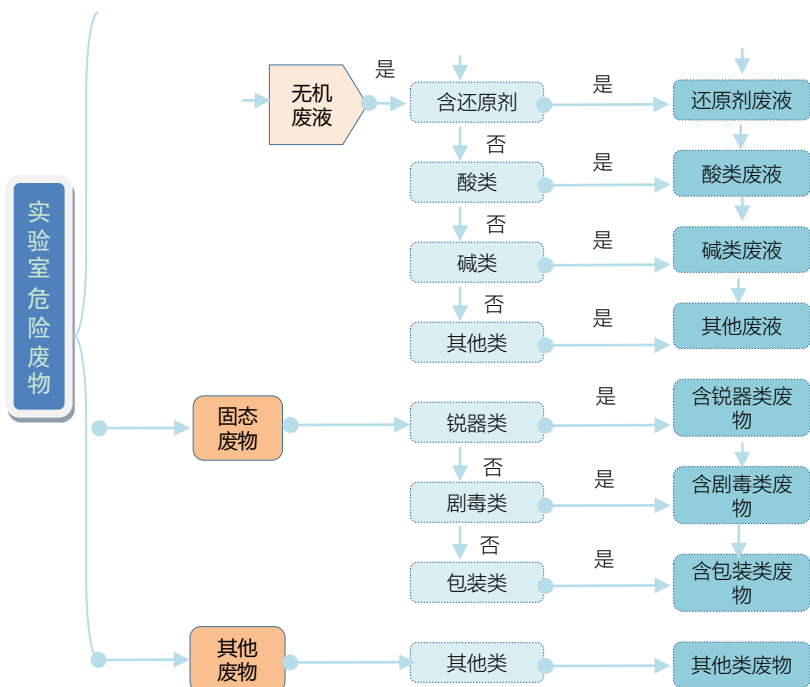 实验室危险废物
无机
废液
是
含还原剂
是
还原剂废液
否
酸类
是
酸类废液
否
碱类
是
碱类废液
否
其他类
是
其他废液
固态
废物
锐器类
是
含锐器类废
物
否
剧毒类
是
含剧毒类废
物
否
包装类
是
含包装类废
物
其他
废物
其他类
其他类废物